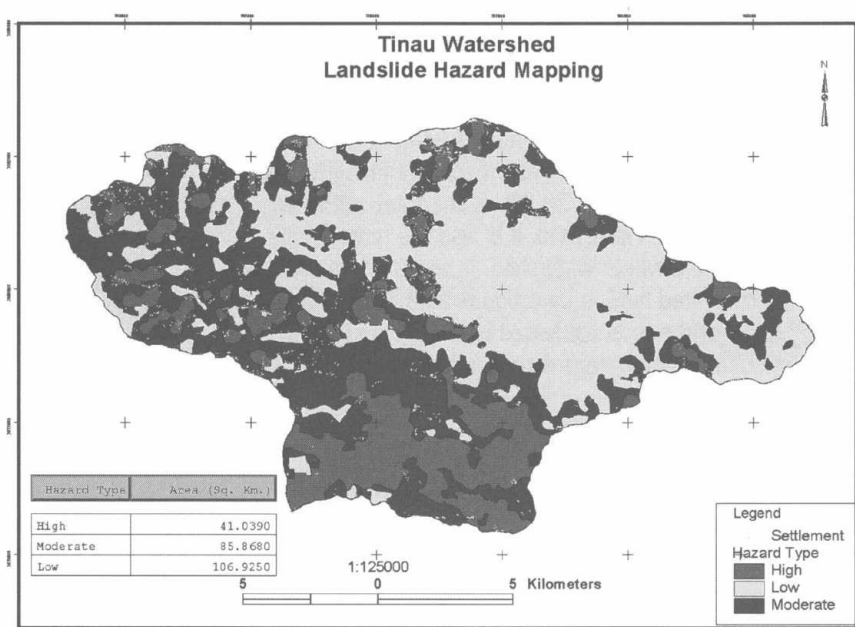 Tinau Watershed
Landslide Hazard Mapping
N
Hazard Type Area (Sq. Km.)
High 41.0390
Moderate 85.8680
Low 106.9250
1:125000
5 0 5 Kilometers
Legend
Settlement
Hazard Type
High
Low
Moderate